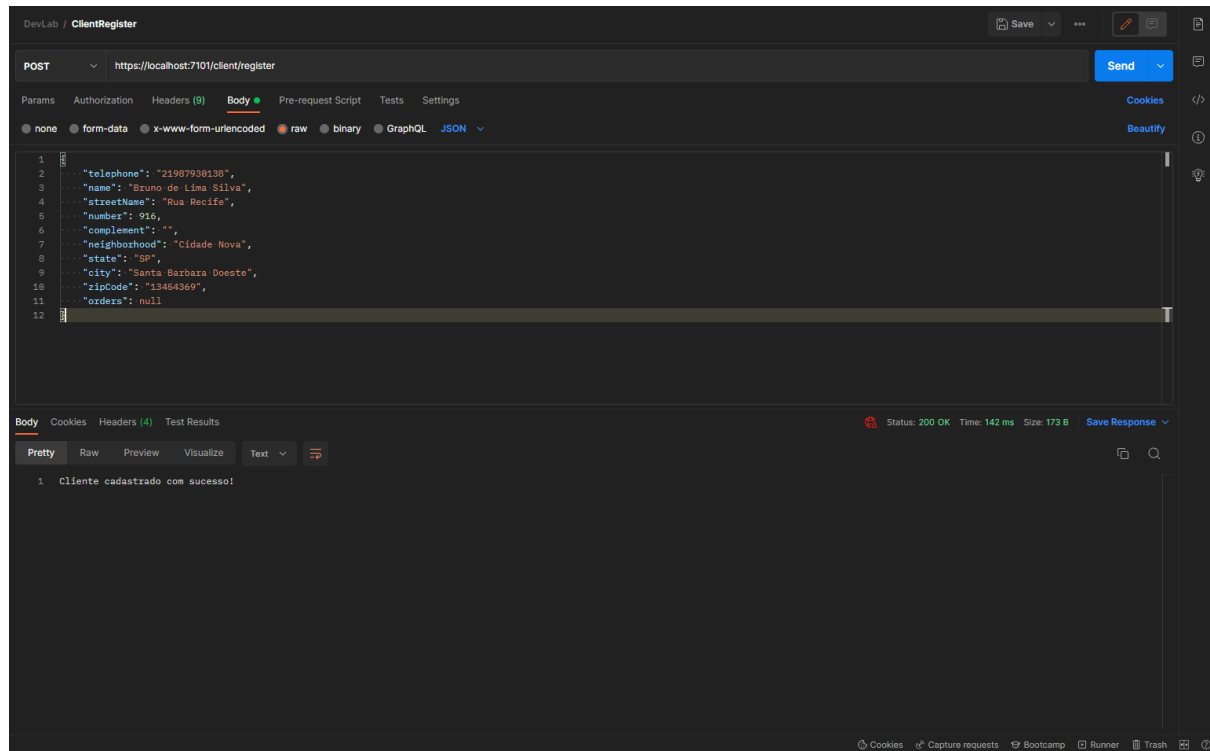 DevLab / ClientRegister
Save
POST
https://localhost:7101/client/register
Send
Params Authorization Headers (9) Body Pre-request Script Tests Settings
Cookies
none form-data x-www-form-urlencoded raw binary GraphQL JSON
Beautify
1 {
2 "telephone": "21987930138",
3 "name": "Bruno de Lima Silva",
4 "streetName": "Rua Recife",
5 "number": 916,
6 "complement": "",
7 "neighborhood": "Cidade Nova",
8 "state": "SP",
9 "city": "Santa Barbara Doeste",
10 "zipCode": "13454369",
11 "orders": null
12 }
Body Cookies Headers (4) Test Results
Status: 200 OK Time: 142 ms Size: 173 B Save Response
Pretty Raw Preview Visualize Text
1 Cliente cadastrado com sucesso!
Cookies Capture requests Bootcamp Runner Trash